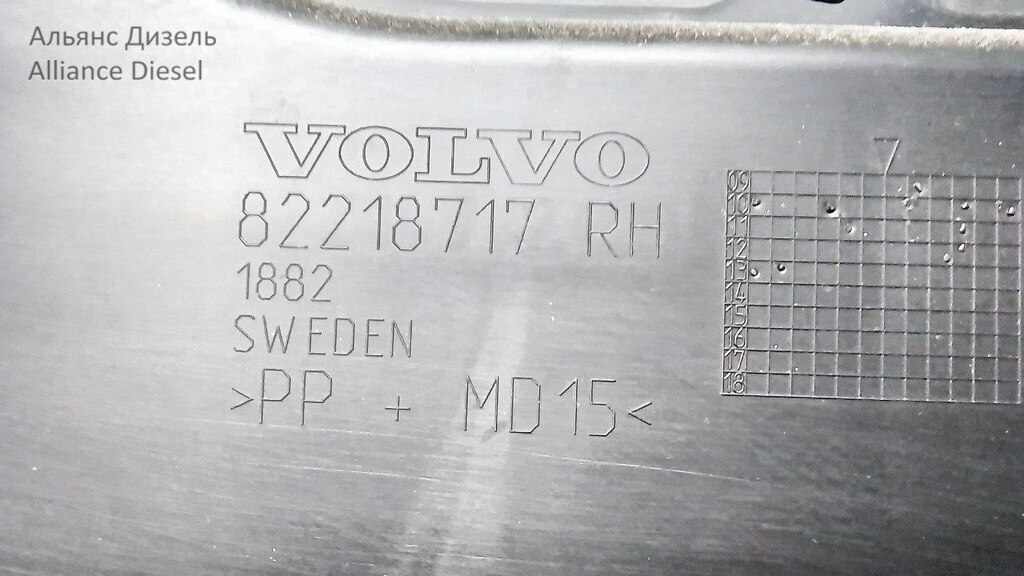 Альянс Дизель
Alliance Diesel
VOLVO
82218717 RH
1882
SWEDEN
>PP + MD15<
7
09
10
11
12
13
14
15
16
17
18